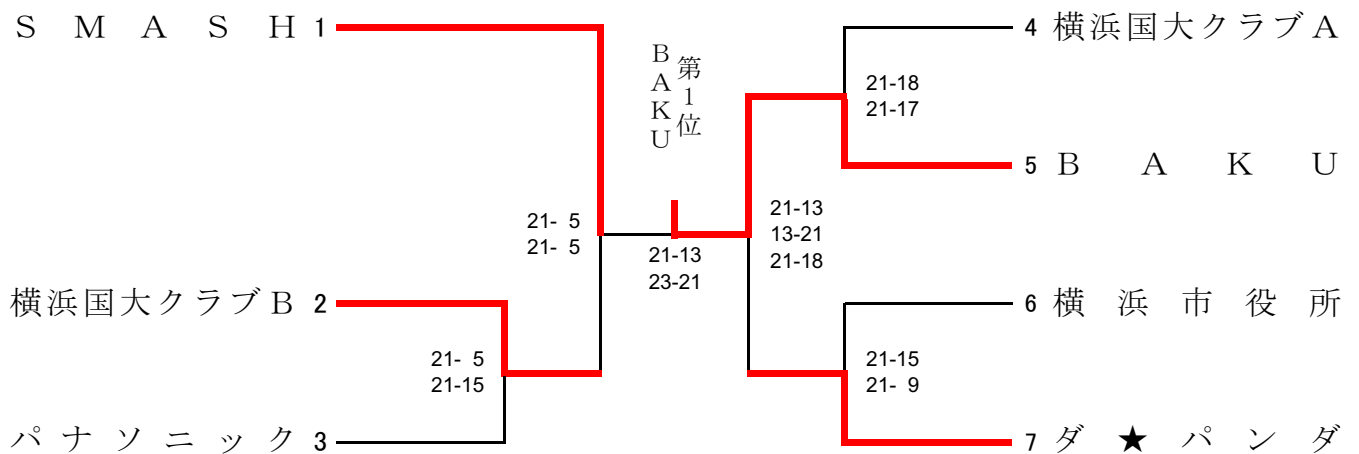 ＳＭＡＳＨ 1
横浜国大クラブＢ 2
パナソニック 3
21- 5
21-15
21- 5
21- 5
第１位
ＢＡＫＵ
21-13
23-21
21-13
13-21
21-18
21-18
21-17
21-15
21- 9
4 横浜国大クラブＡ
5 ＢＡＫＵ
6 横浜市役所
7 ダ★パンダ